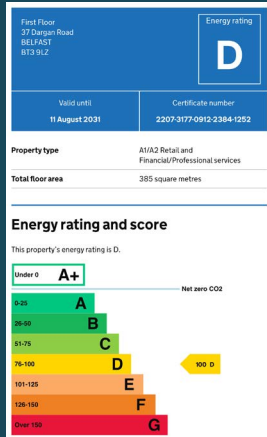 First Floor
37 Dargan Road
BELFAST
BT3 9LZ
Energy rating
D
Valid until
11 August 2031
Certificate number
2207-3177-0912-2384-1252
Property type
A1/A2 Retail and
Financial/Professional services
Total floor area
385 square metres
Energy rating and score
This property's energy rating is D.
Under 0 A+
Net zero CO2
0-25 A
26-50 B
51-75 C
76-100 D
100 D
101-125 E
126-150 F
Over 150 G